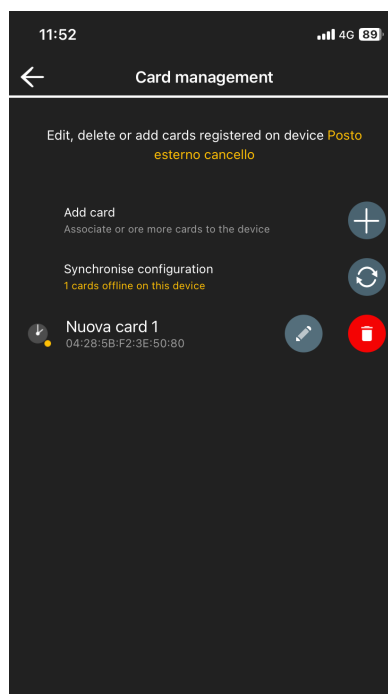 11:52
4G 89
Card management
Edit, delete or add cards registered on device Posto
esterno cancello
Add card
Associate or ore more cards to the device
Synchronise configuration
1 cards offline on this device
Nuova card 1
04:28:5B:F2:3E:50:80